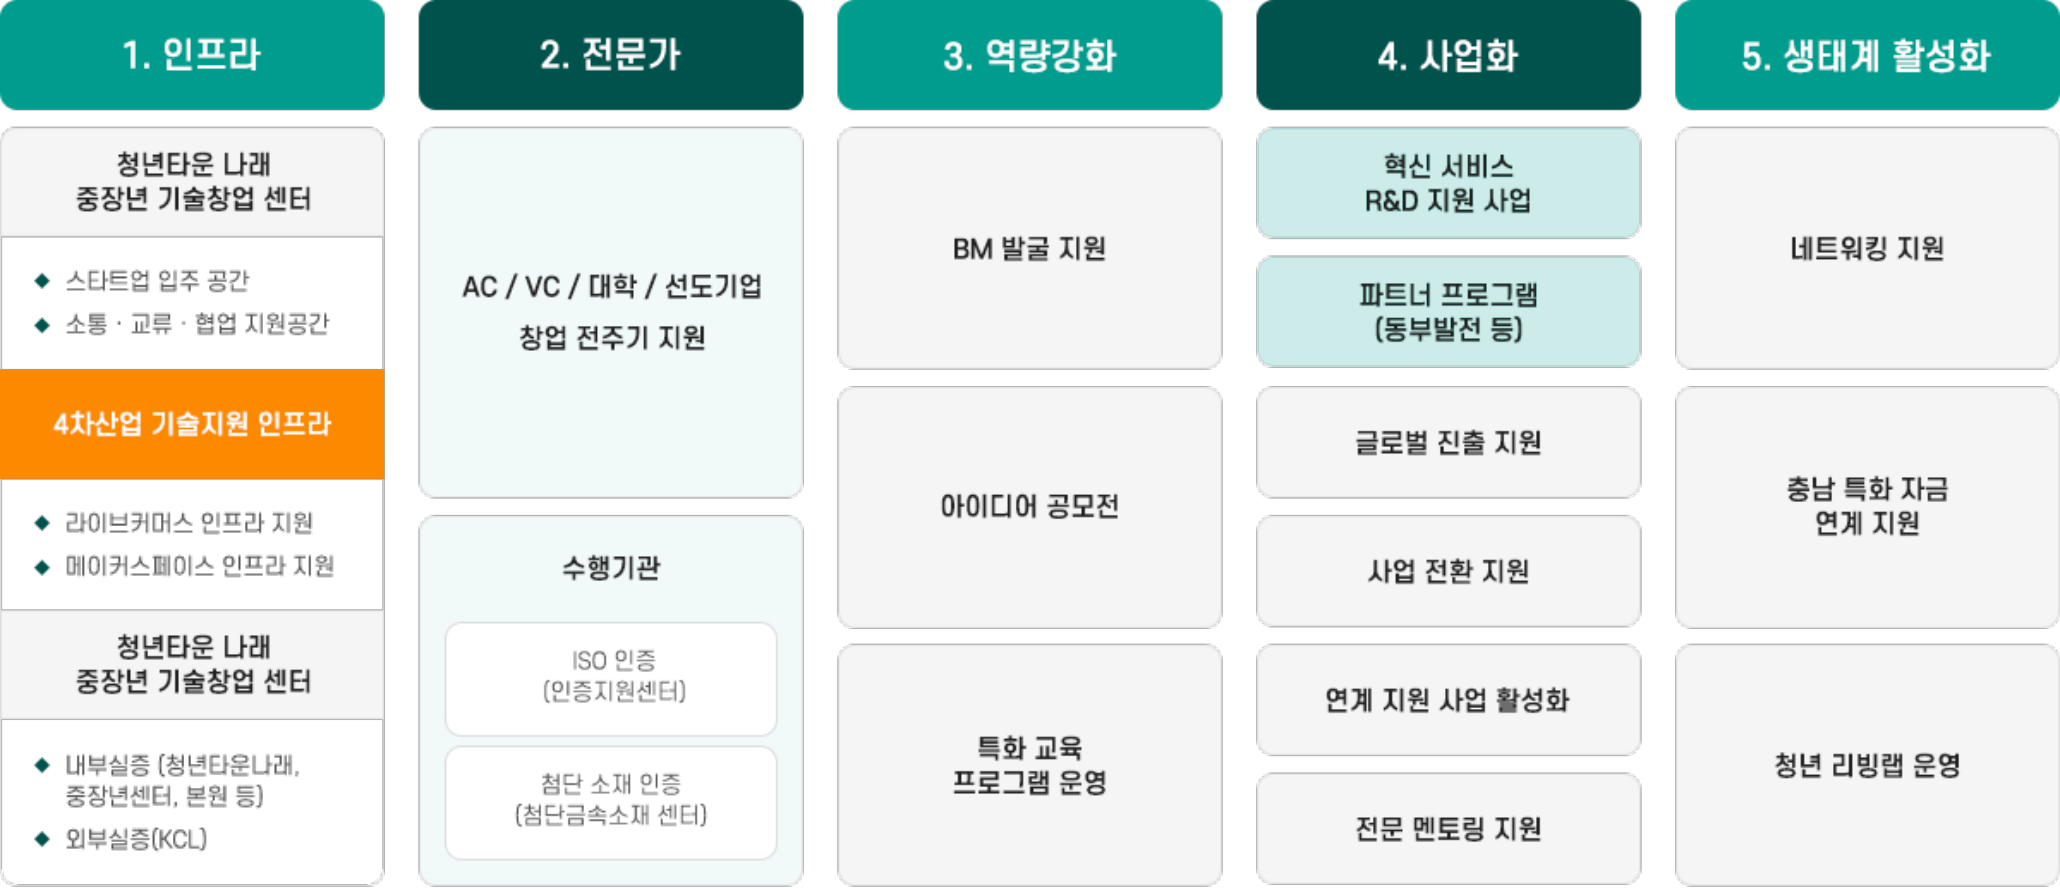 1. 인프라
청년타운 나래
중장년 기술창업 센터
스타트업 입주 공간
소통 · 교류 · 협업 지원공간
4차산업 기술지원 인프라
라이브커머스 인프라 지원
메이커스페이스 인프라 지원
청년타운 나래
중장년 기술창업 센터
내부실증 (청년타운나래,
중장년센터, 본원 등)
외부실증(KCL)
2. 전문가
AC / VC / 대학 / 선도기업
창업 전주기 지원
수행기관
ISO 인증
(인증지원센터)
첨단 소재 인증
(첨단금속소재 센터)
3. 역량강화
BM 발굴 지원
아이디어 공모전
특화 교육
프로그램 운영
4. 사업화
혁신 서비스
R&D 지원 사업
파트너 프로그램
(동부발전 등)
글로벌 진출 지원
사업 전환 지원
연계 지원 사업 활성화
전문 멘토링 지원
5. 생태계 활성화
네트워킹 지원
충남 특화 자금
연계 지원
청년 리빙랩 운영